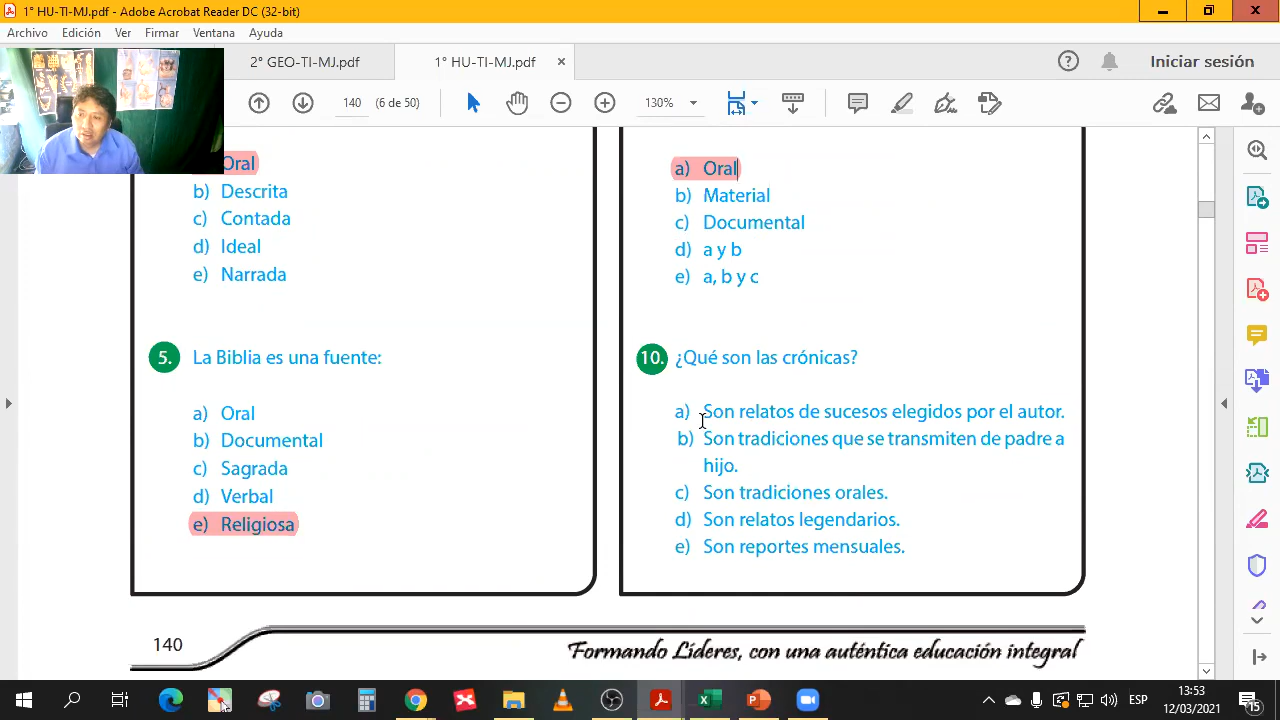 1° HU-TI-MJ.pdf - Adobe Acrobat Reader DC (32-bit)
Archivo Edición Ver Firmar Ventana Ayuda
2° GEO-TI-MJ.pdf 1° HU-TI-MJ.pdf Iniciar sesión
140 (6 de 50) 130%
Oral
b) Descrita
c) Contada
d) Ideal
e) Narrada
5. La Biblia es una fuente:
a) Oral
b) Documental
c) Sagrada
d) Verbal
e) Religiosa
a) Oral
b) Material
c) Documental
d) a y b
e) a, b y c
10. ¿Qué son las crónicas?
a) Son relatos de sucesos elegidos por el autor.
b) Son tradiciones que se transmiten de padre a
hijo.
c) Son tradiciones orales.
d) Son relatos legendarios.
e) Son reportes mensuales.
140
Formando Líderes, con una auténtica educación integral
ESP
13:53
12/03/2021
15